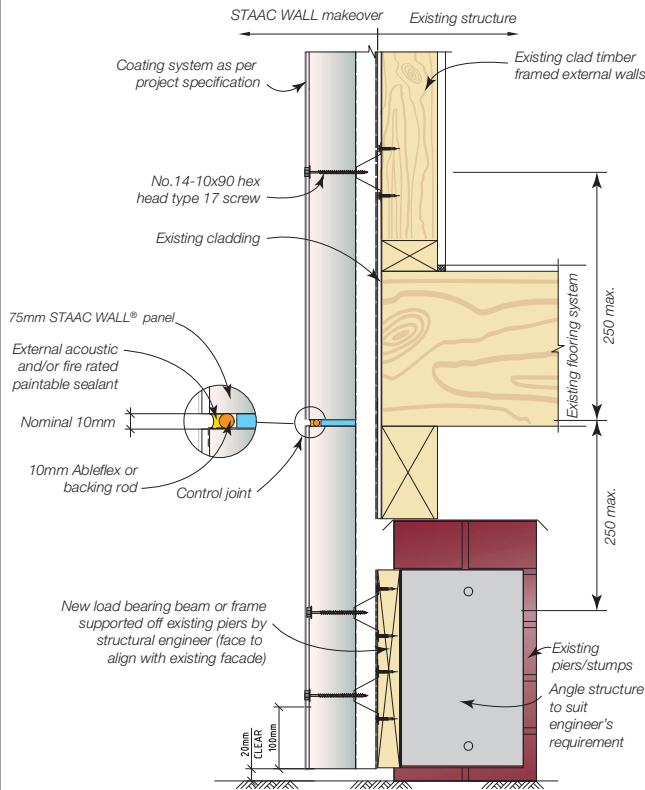 STAAC WALL makeover
Existing structure
Coating system as per
project specification
Existing clad timber
framed external walls
No.14-10x90 hex
head type 17 screw
Existing cladding
75mm STAAC WALL® panel
External acoustic
and/or fire rated
paintable sealant
Nominal 10mm
10mm Ableflex or
backing rod
Control joint
Existing flooring system
250 max.
250 max.
New load bearing beam or frame
supported off existing piers by
structural engineer (face to
align with existing facade)
Existing
piers/stumps
Angle structure
to suit
engineer's
requirement
20mm
CLEAR
100mm